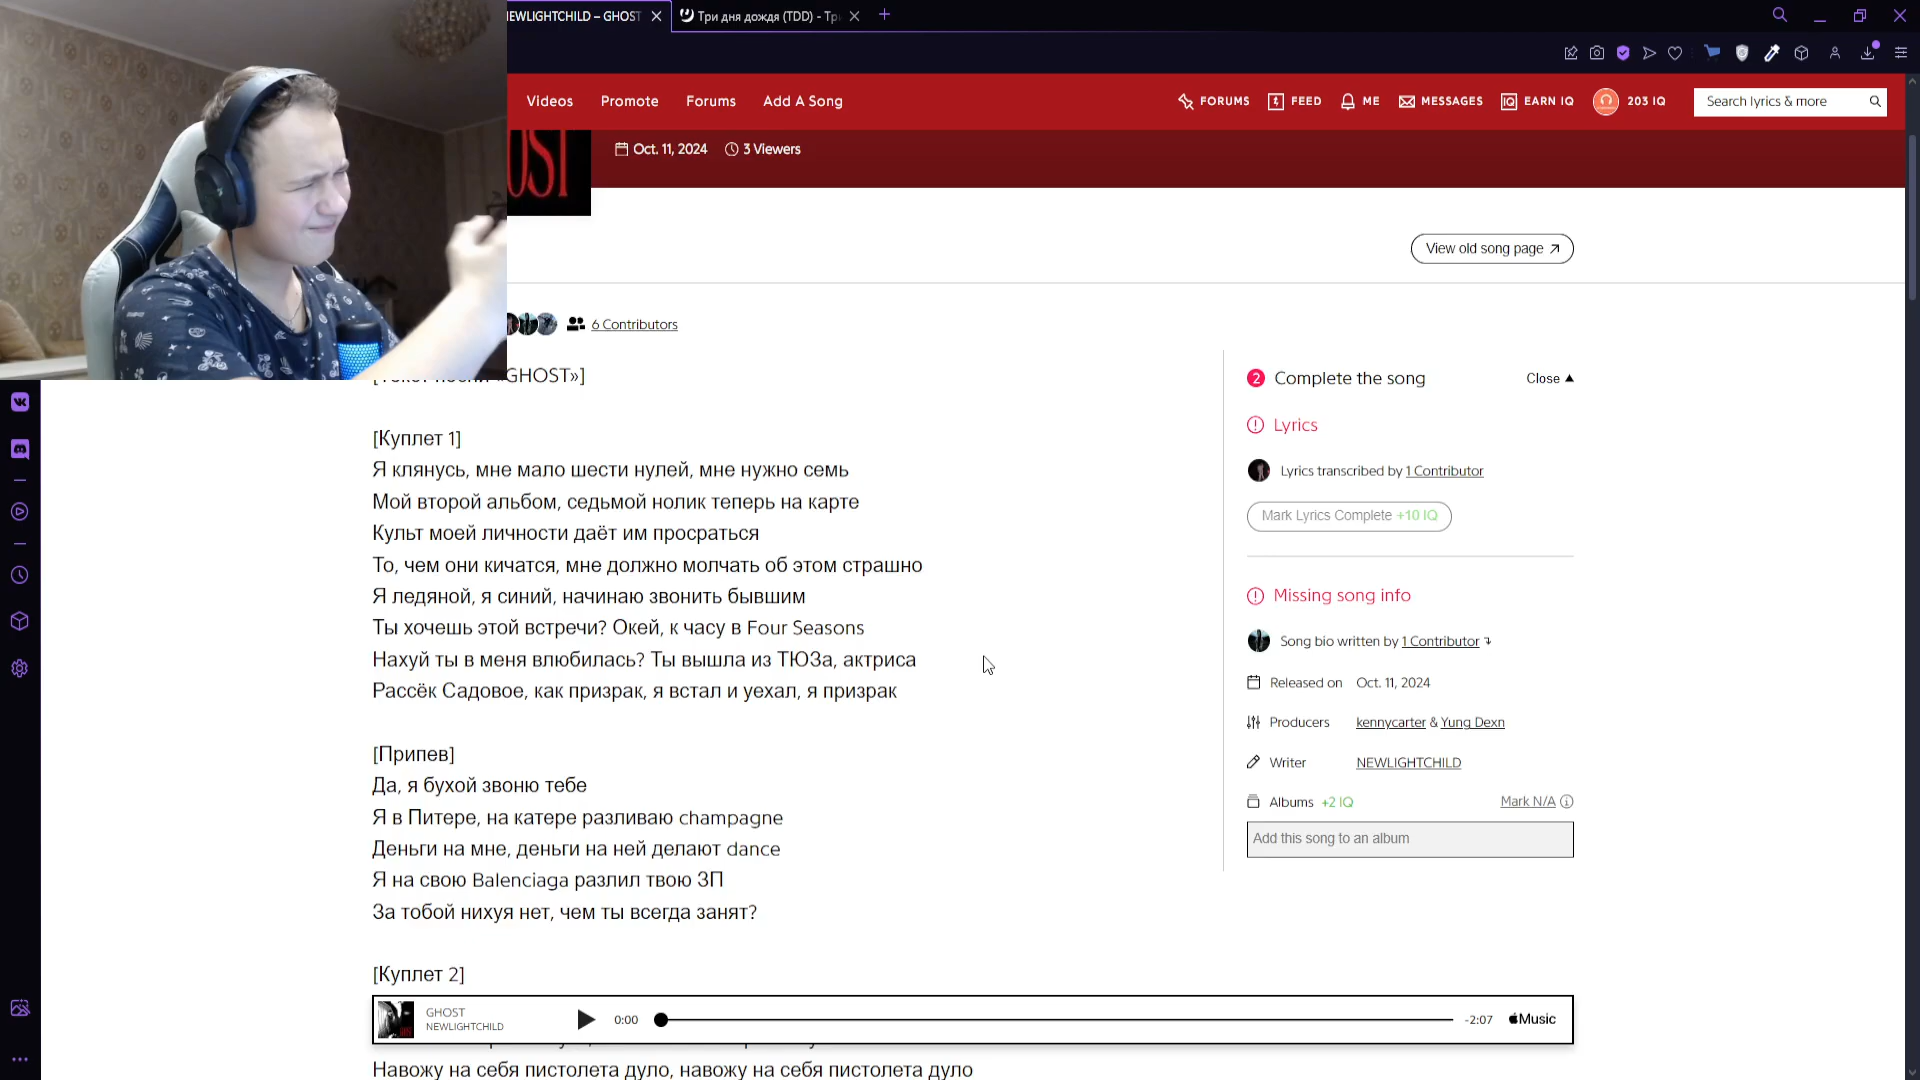 NEWLIGHTCHILD – GHOST
Три дня дождя (TDD) - Тр
Videos
Promote
Forums
Add A Song
FORUMS
FEED
ME
MESSAGES
EARN IQ
203 IQ
Search lyrics & more
OST
Oct. 11, 2024
3 Viewers
View old song page
6 Contributors
GHOST»]
[Куплет 1]
Я клянусь, мне мало шести нулей, мне нужно семь
Мой второй альбом, седьмой нолик теперь на карте
Культ моей личности даёт им просраться
То, чем они кичатся, мне должно молчать об этом страшно
Я ледяной, я синий, начинаю звонить бывшим
Ты хочешь этой встречи? Окей, к часу в Four Seasons
Нахуй ты в меня влюбилась? Ты вышла из ТЮЗа, актриса
Рассёк Садовое, как призрак, я встал и уехал, я призрак
[Припев]
Да, я бухой звоню тебе
Я в Питере, на катере разливаю champagne
Деньги на мне, деньги на ней делают dance
Я на свою Balenciaga разлил твою ЗП
За тобой нихуя нет, чем ты всегда занят?
[Куплет 2]
Навожу на себя пистолета дуло, навожу на себя пистолета дуло
2 Complete the song
Close
Lyrics
Lyrics transcribed by 1 Contributor
Mark Lyrics Complete +10 IQ
Missing song info
Song bio written by 1 Contributor
Released on Oct. 11, 2024
Producers kennycarter & Yung Dexn
Writer NEWLIGHTCHILD
Albums +2 IQ
Mark N/A
Add this song to an album
GHOST
NEWLIGHTCHILD
0:00
-2:07
Music